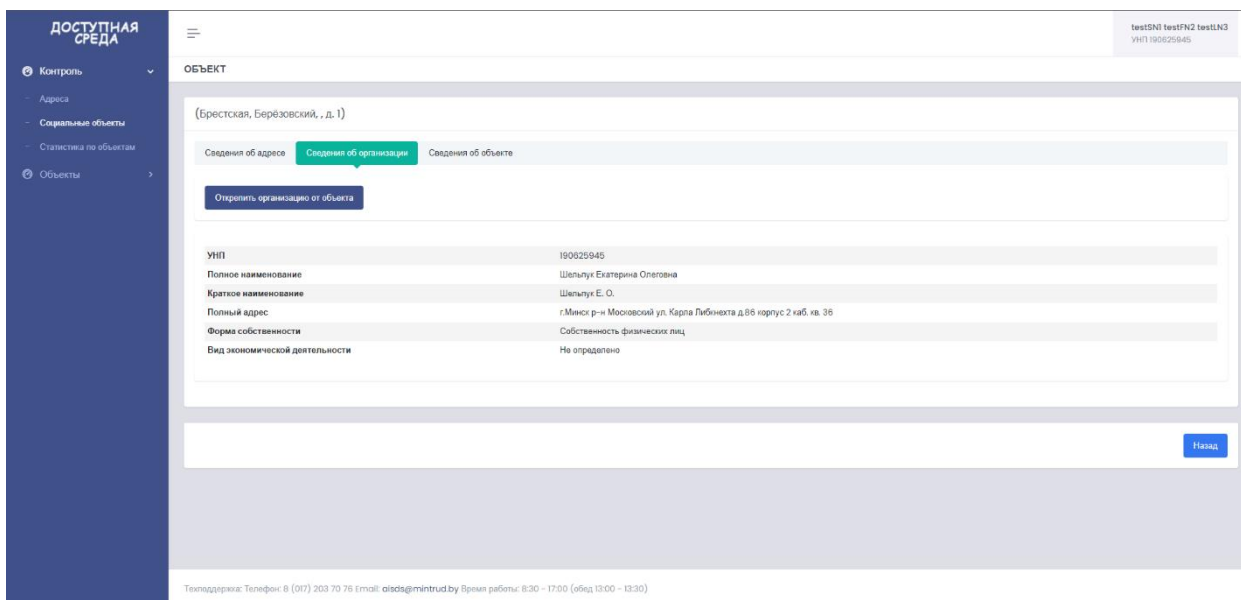 ДОСТУПНАЯ
СРЕДА
testSN1 testFN2 testLN3
УНП 190625945
Контроль
ОБЪЕКТ
Адреса
Социальные объекты
Статистика по объектам
Объекты
(Брестская, Берёзовский, , д. 1)
Сведения об адресе Сведения об организации Сведения об объекте
Открепить организацию от объекта
УНП 190625945
Полное наименование Шельпук Екатерина Олеговна
Краткое наименование Шельпук Е. О.
Полный адрес г.Минск р-н Московский ул. Карла Либкнехта д.86 корпус 2 каб. кв. 36
Форма собственности Собственность физических лиц
Вид экономической деятельности Не определено
Назад
Техподдержка: Телефон: 8 (017) 203 70 76 Email: aisds@mintrud.by Время работы: 8:30 - 17:00 (обед 13:00 - 13:30)